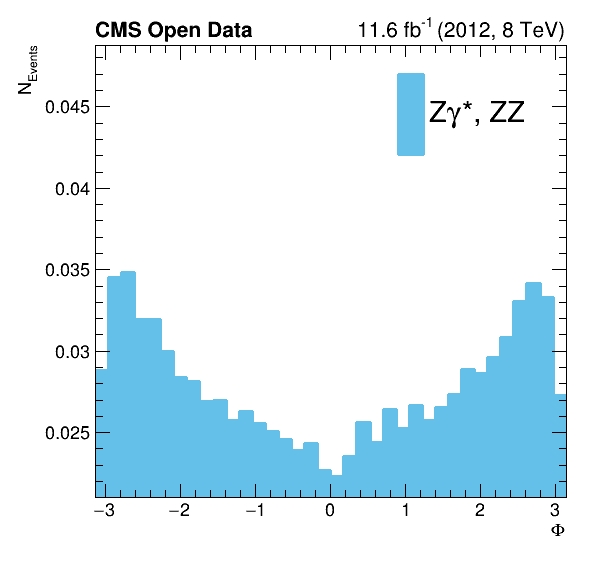 CMS Open Data
11.6 fb-1 (2012, 8 TeV)
NEvents
Zγ*, ZZ
0.045
0.04
0.035
0.03
0.025
−3 −2 −1 0 1 2 3
Φ